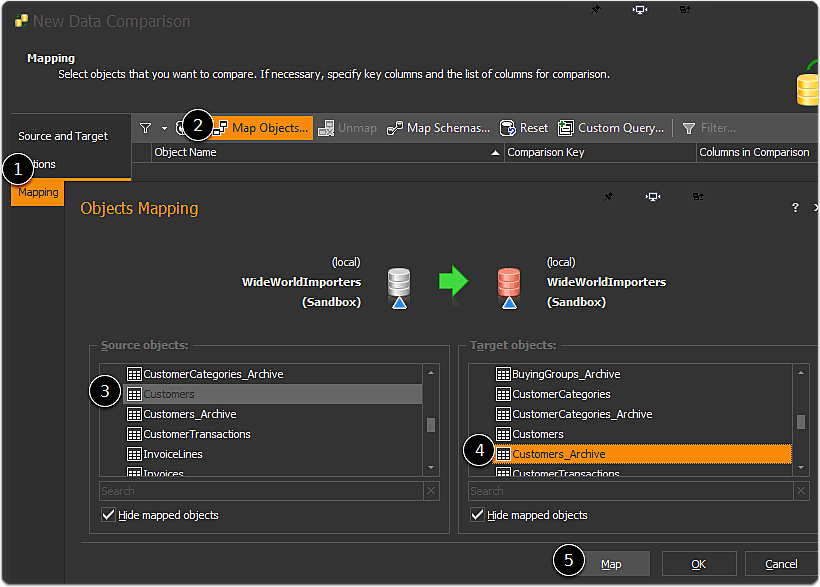 New Data Comparison
Mapping
Select objects that you want to compare. If necessary, specify key columns and the list of columns for comparison.
Source and Target
2 Map Objects... Unmap Map Schemas... Reset Custom Query... Filter...
Object Name Comparison Key Columns in Comparison
1
Mapping
Objects Mapping ?
(local) (local)
WideWorldImporters WideWorldImporters
(Sandbox) (Sandbox)
Source objects: Target objects:
CustomerCategories_Archive BuyingGroups_Archive
3 Customers CustomerCategories
Customers_Archive CustomerCategories_Archive
CustomerTransactions Customers
InvoiceLines 4 Customers_Archive
Invoices CustomerTransactions
Search Search
Hide mapped objects Hide mapped objects
5 Map OK Cancel